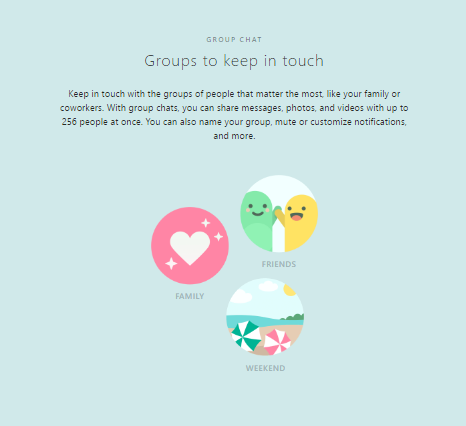 GROUP CHAT
Groups to keep in touch
Keep in touch with the groups of people that matter the most, like your family or
coworkers. With group chats, you can share messages, photos, and videos with up to
256 people at once. You can also name your group, mute or customize notifications,
and more.
FRIENDS
FAMILY
WEEKEND